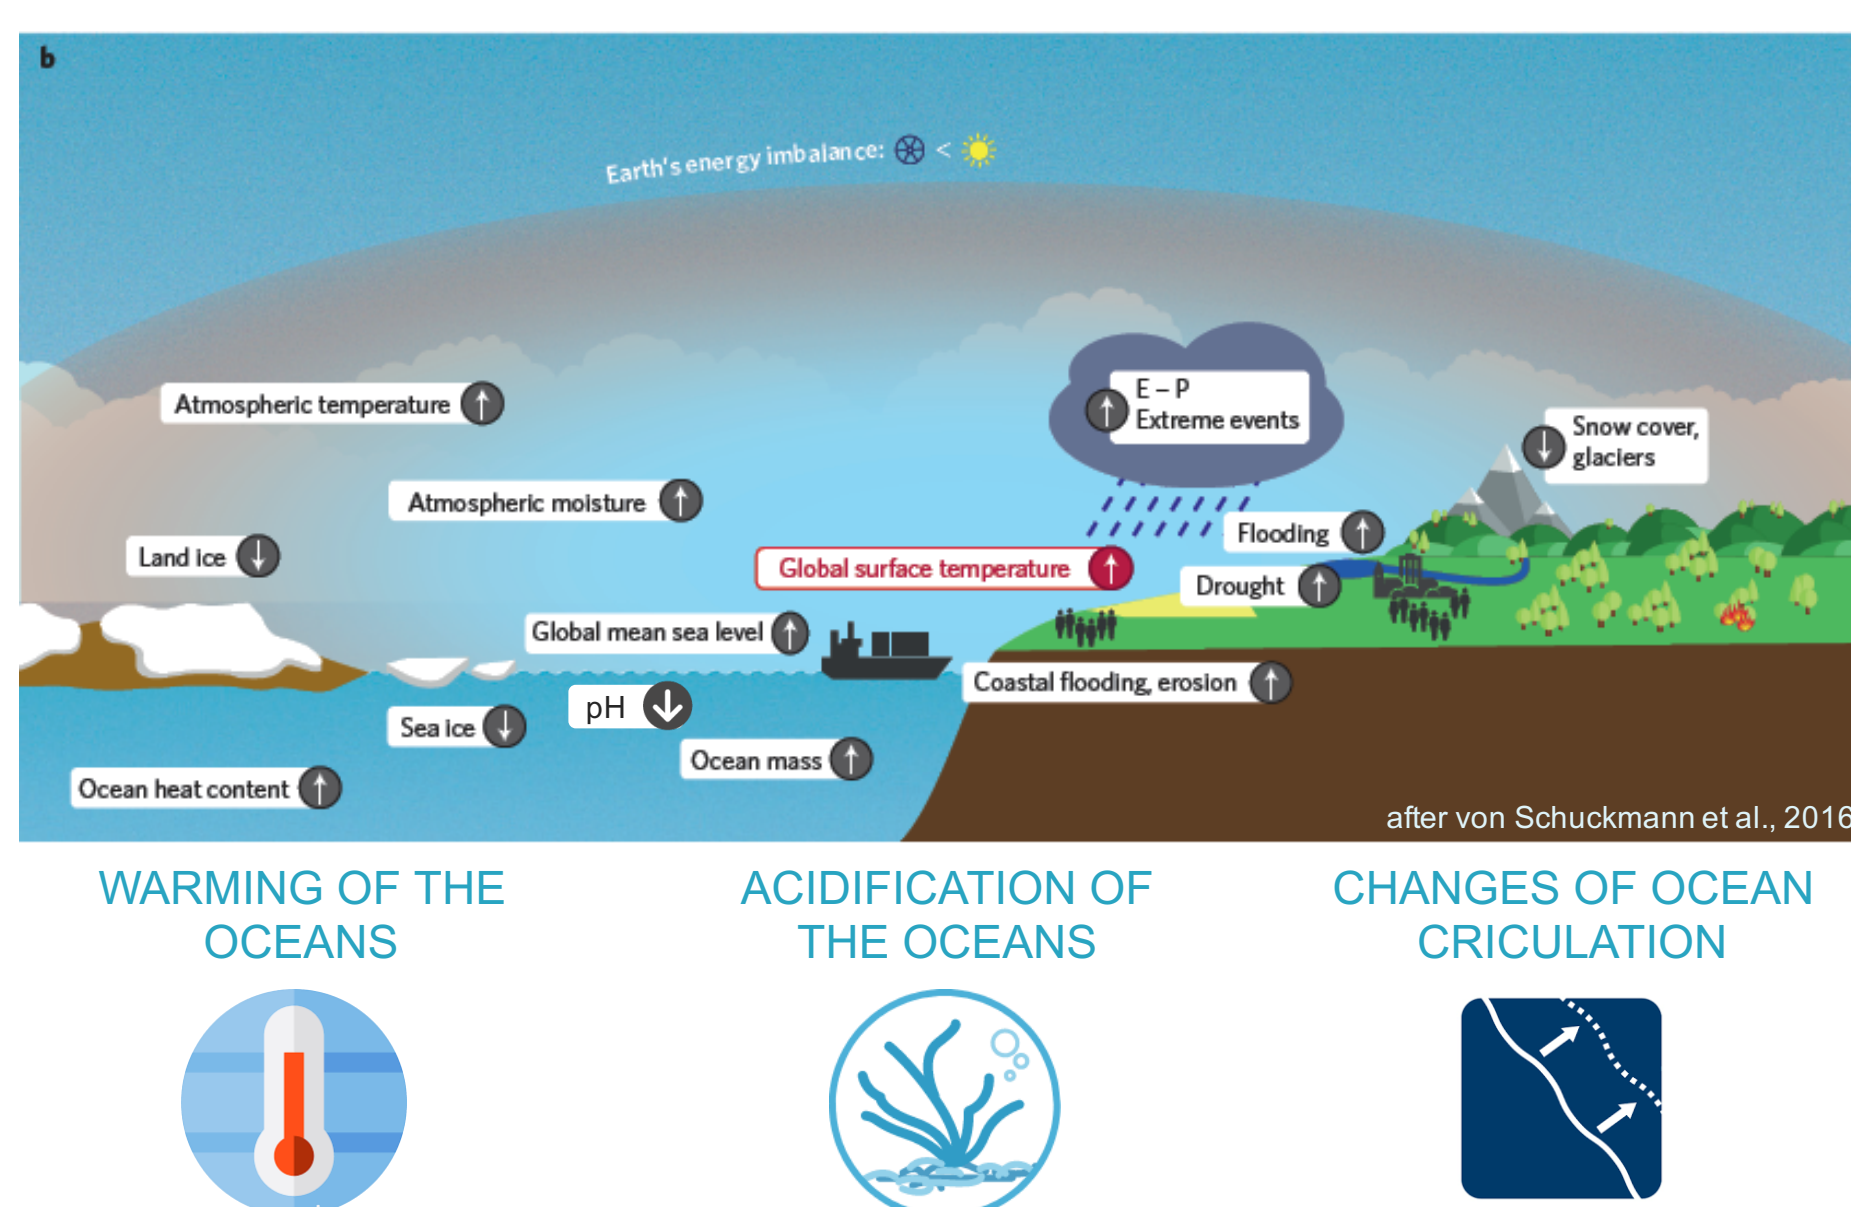 b
Earth's energy imbalance: <
Atmospheric temperature ↑
E – P
↑ Extreme events
Snow cover,
↓ glaciers
Atmospheric moisture ↑
Flooding ↑
Land ice ↓
Global surface temperature ↑
Drought ↑
Global mean sea level ↑
Coastal flooding, erosion ↑
pH ↓
Sea ice ↓
Ocean mass ↑
Ocean heat content ↑
after von Schuckmann et al., 2016
WARMING OF THE
OCEANS
ACIDIFICATION OF
THE OCEANS
CHANGES OF OCEAN
CRICULATION